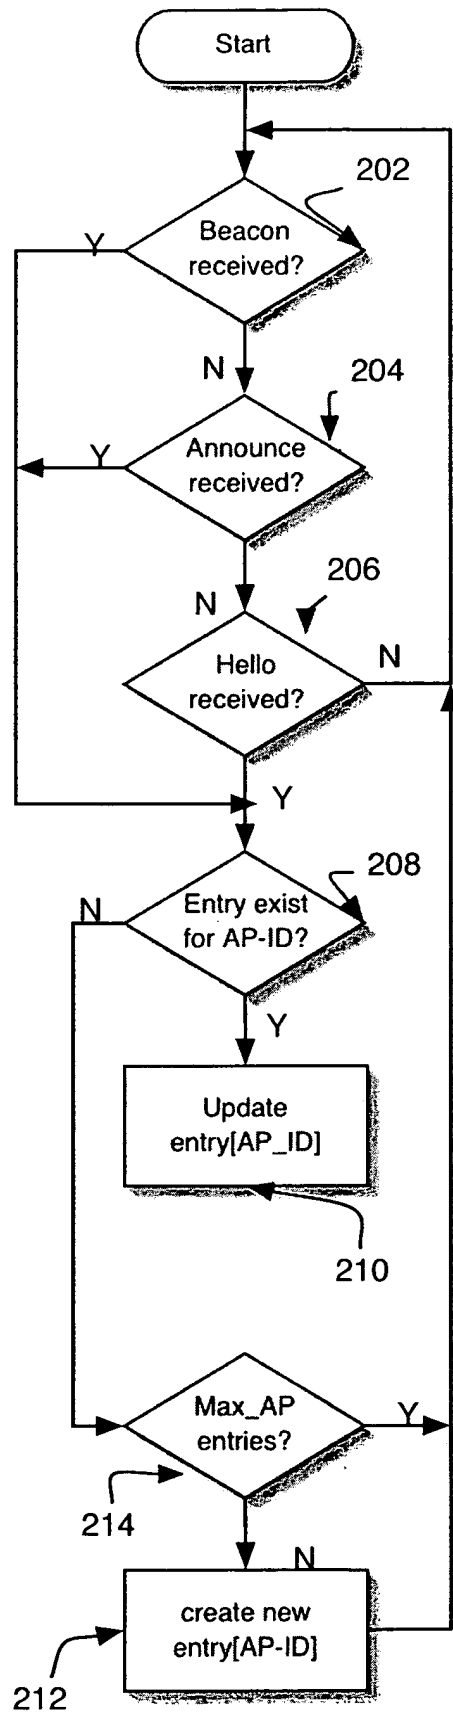 Start
202
Beacon
received?
Y
N
204
Announce
received?
Y
N
206
Hello
received?
N
Y
208
Entry exist
for AP-ID?
N
Y
Update
entry[AP_ID]
210
Max_AP
entries?
Y
214
N
create new
entry[AP-ID]
212